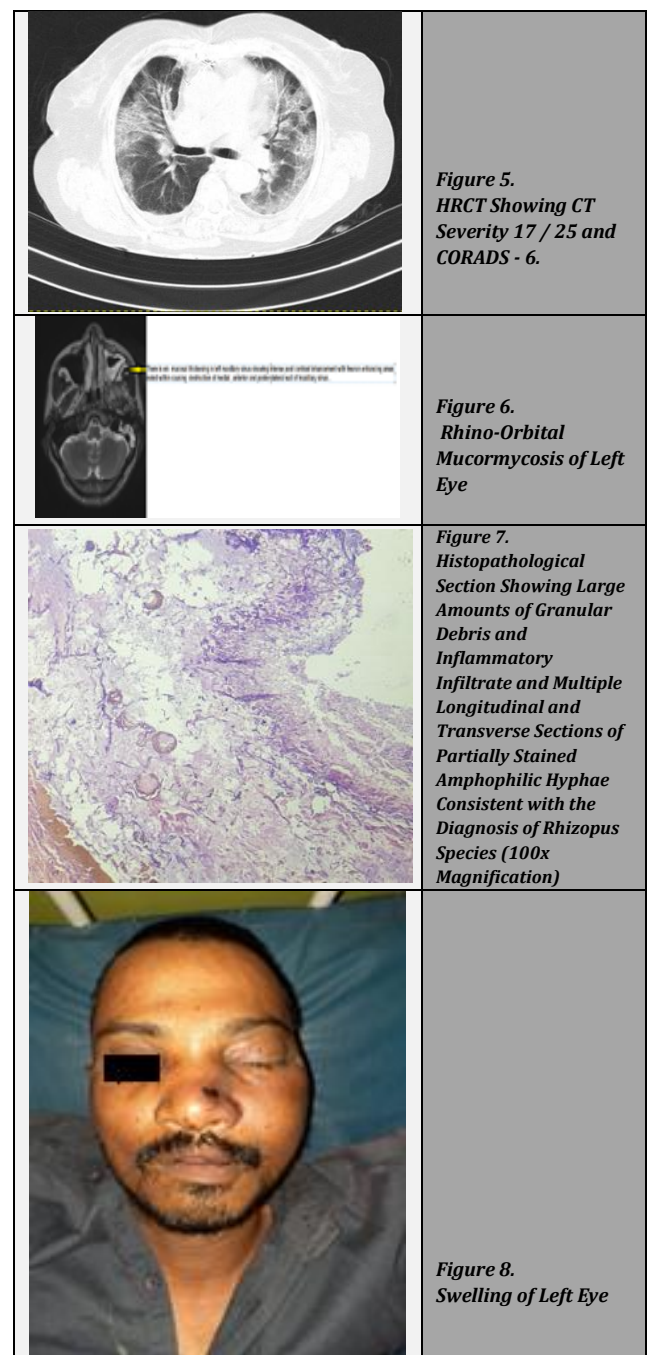 Figure 5.
HRCT Showing CT
Severity 17 / 25 and
CORADS - 6.
Figure 6.
Rhino-Orbital
Mucormycosis of Left
Eye
Figure 7.
Histopathological
Section Showing Large
Amounts of Granular
Debris and
Inflammatory
Infiltrate and Multiple
Longitudinal and
Transverse Sections of
Partially Stained
Amphophilic Hyphae
Consistent with the
Diagnosis of Rhizopus
Species (100x
Magnification)
Figure 8.
Swelling of Left Eye